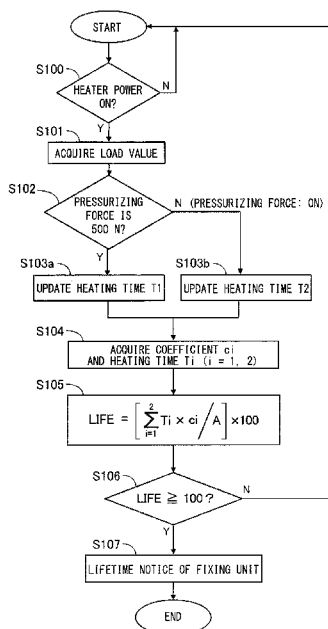 START
S100
HEATER POWER
ON?
N
Y
S101
ACQUIRE LOAD VALUE
S102
PRESSURIZING
FORCE IS
500 N?
N (PRESSURIZING FORCE: ON)
Y
S103a
UPDATE HEATING TIME T1
S103b
UPDATE HEATING TIME T2
S104
ACQUIRE COEFFICIENT ci
AND HEATING TIME Ti (i = 1, 2)
S105
LIFE = [ 2∑i=1 Ti × ci / A ] × 100
S106
LIFE ≧ 100?
N
Y
S107
LIFETIME NOTICE OF FIXING UNIT
END